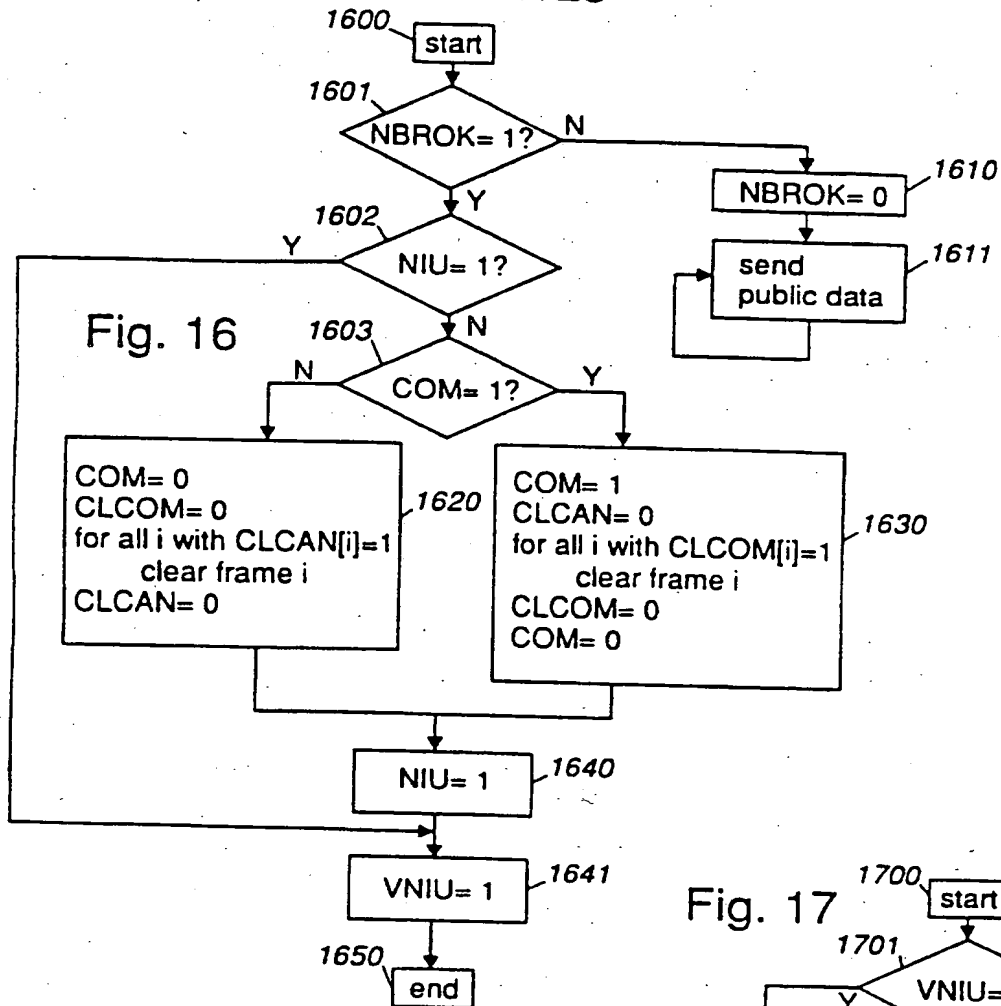 1600
start
1601
NBROK= 1?
N
Y
1610
NBROK= 0
1602
Y
NIU= 1?
N
1611
send
public data
Fig. 16
1603
N
COM= 1?
Y
COM= 0
CLCOM= 0
for all i with CLCAN[i]=1
clear frame i
CLCAN= 0
1620
COM= 1
CLCAN= 0
for all i with CLCOM[i]=1
clear frame i
CLCOM= 0
COM= 0
1630
NIU= 1
1640
VNIU= 1
1641
1650
end
Fig. 17
1700
start
1701
VNIU=
Y